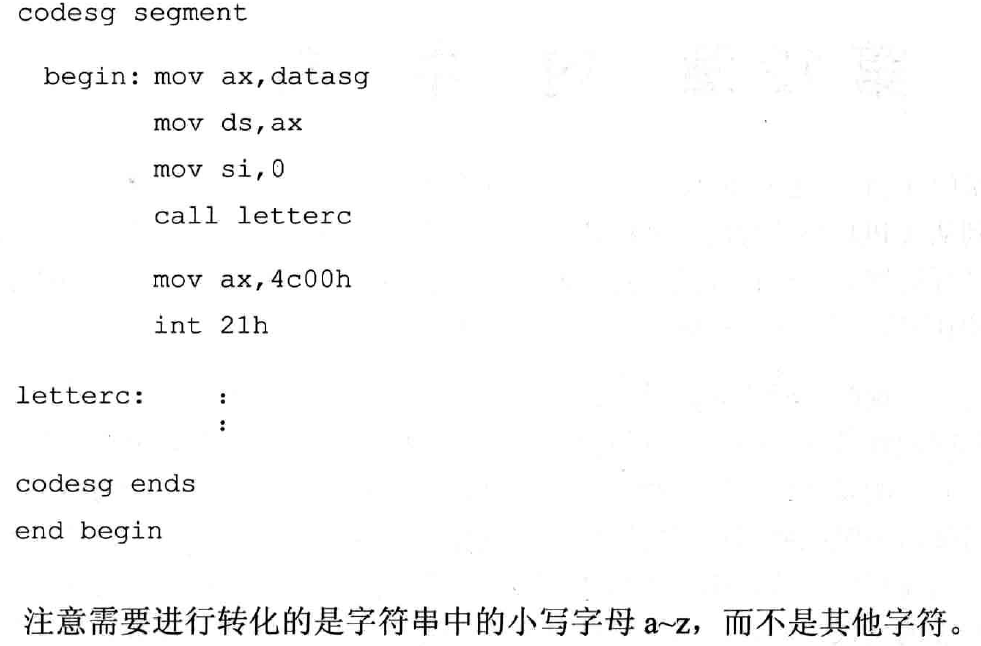 codesg segment
begin: mov ax,datasg
mov ds,ax
mov si,0
call letterc
mov ax,4c00h
int 21h
letterc: :
:
codesg ends
end begin
注意需要进行转化的是字符串中的小写字母 a~z，而不是其他字符。